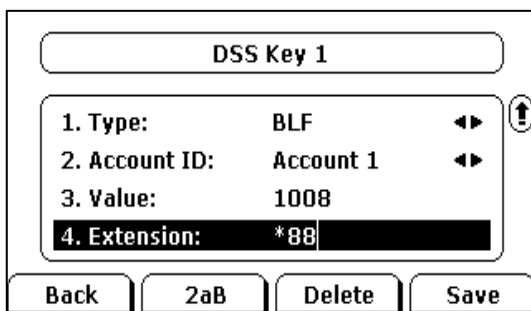 DSS Key 1
1. Type: BLF
2. Account ID: Account 1
3. Value: 1008
4. Extension: *88
Back 2aB Delete Save